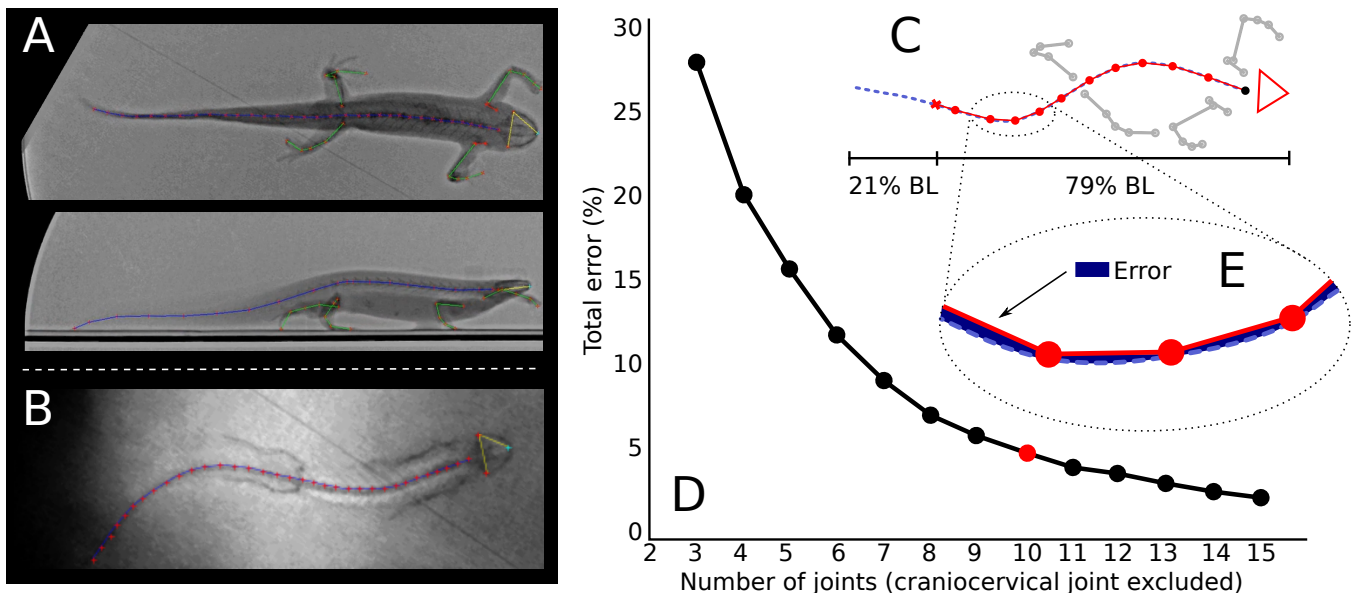 A
B
C
21% BL
79% BL
Error
E
D
Total error (%)
30
25
20
15
10
5
0
2 3 4 5 6 7 8 9 10 11 12 13 14 15
Number of joints (craniocervical joint excluded)